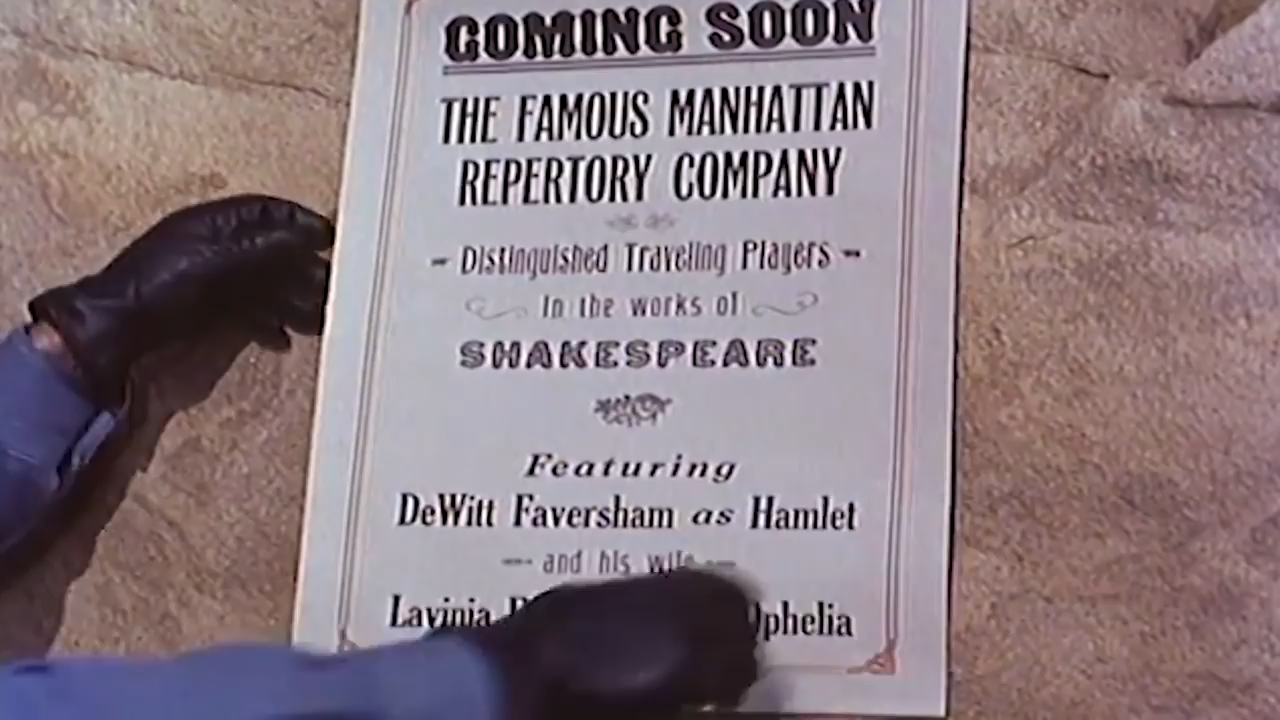 COMING SOON
THE FAMOUS MANHATTAN
REPERTORY COMPANY
- Distinguished Traveling Players -
In the works of
SHAKESPEARE
Featuring
DeWitt Faversham as Hamlet
— and his wife —
Lavinia Ophelia